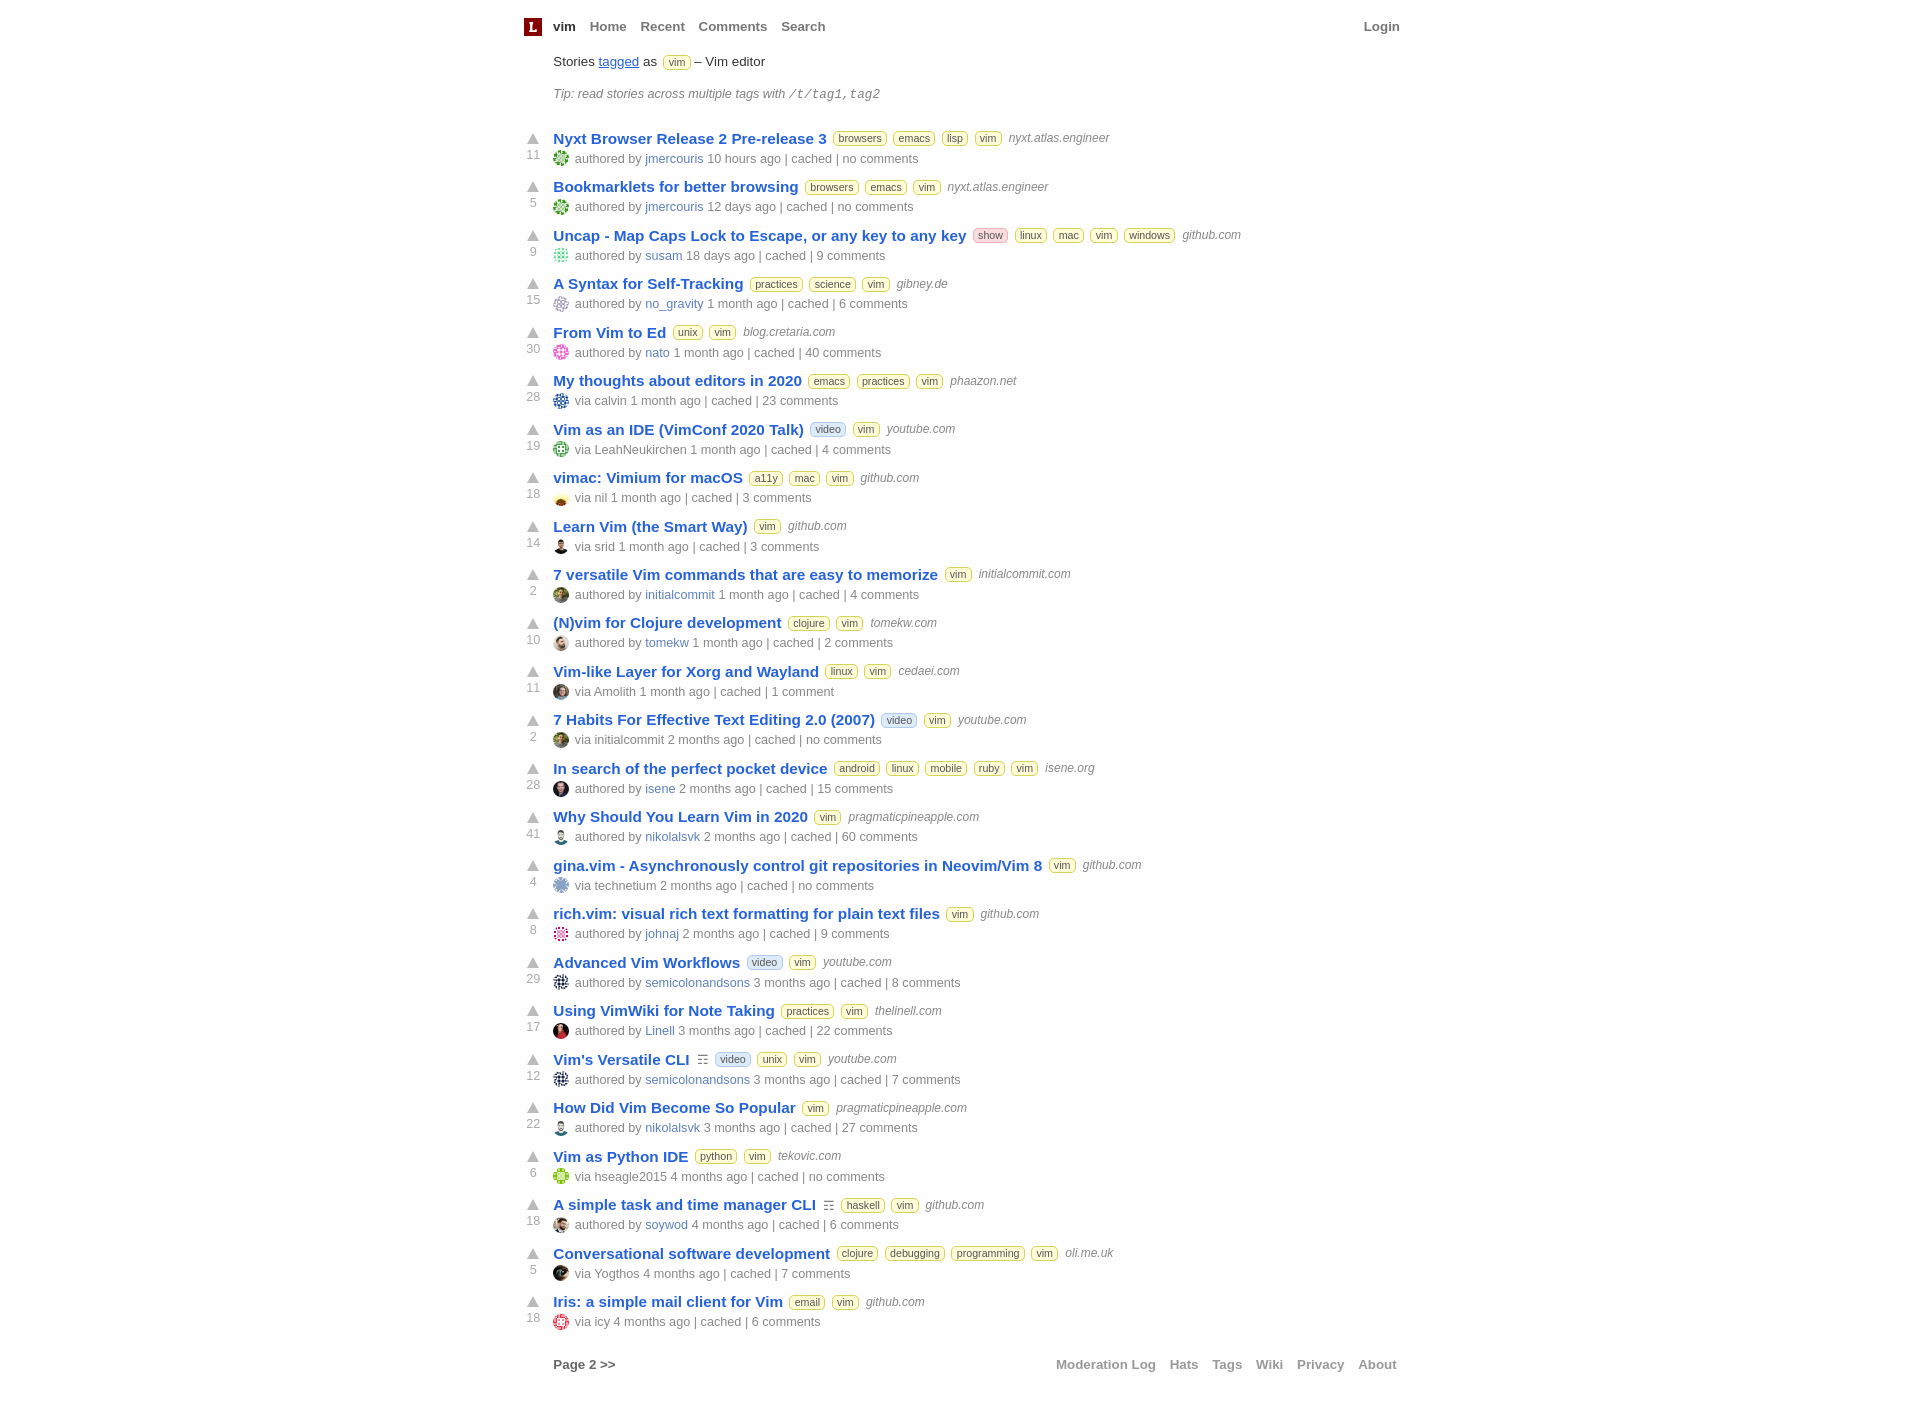 L vim Home Recent Comments Search Login
Stories tagged as vim – Vim editor
Tip: read stories across multiple tags with /t/tag1,tag2
Nyxt Browser Release 2 Pre-release 3 browsers emacs lisp vim nyxt.atlas.engineer
11 authored by jmercouris 10 hours ago | cached | no comments
Bookmarklets for better browsing browsers emacs vim nyxt.atlas.engineer
5 authored by jmercouris 12 days ago | cached | no comments
Uncap - Map Caps Lock to Escape, or any key to any key show linux mac vim windows github.com
9 authored by susam 18 days ago | cached | 9 comments
A Syntax for Self-Tracking practices science vim gibney.de
15 authored by no_gravity 1 month ago | cached | 6 comments
From Vim to Ed unix vim blog.cretaria.com
30 authored by nato 1 month ago | cached | 40 comments
My thoughts about editors in 2020 emacs practices vim phaazon.net
28 via calvin 1 month ago | cached | 23 comments
Vim as an IDE (VimConf 2020 Talk) video vim youtube.com
19 via LeahNeukirchen 1 month ago | cached | 4 comments
vimac: Vimium for macOS a11y mac vim github.com
18 via nil 1 month ago | cached | 3 comments
Learn Vim (the Smart Way) vim github.com
14 via srid 1 month ago | cached | 3 comments
7 versatile Vim commands that are easy to memorize vim initialcommit.com
2 authored by initialcommit 1 month ago | cached | 4 comments
(N)vim for Clojure development clojure vim tomekw.com
10 authored by tomekw 1 month ago | cached | 2 comments
Vim-like Layer for Xorg and Wayland linux vim cedaei.com
11 via Amolith 1 month ago | cached | 1 comment
7 Habits For Effective Text Editing 2.0 (2007) video vim youtube.com
2 via initialcommit 2 months ago | cached | no comments
In search of the perfect pocket device android linux mobile ruby vim isene.org
28 authored by isene 2 months ago | cached | 15 comments
Why Should You Learn Vim in 2020 vim pragmaticpineapple.com
41 authored by nikolalsvk 2 months ago | cached | 60 comments
gina.vim - Asynchronously control git repositories in Neovim/Vim 8 vim github.com
4 via technetium 2 months ago | cached | no comments
rich.vim: visual rich text formatting for plain text files vim github.com
8 authored by johnaj 2 months ago | cached | 9 comments
Advanced Vim Workflows video vim youtube.com
29 authored by semicolonandsons 3 months ago | cached | 8 comments
Using VimWiki for Note Taking practices vim thelinell.com
17 authored by Linell 3 months ago | cached | 22 comments
Vim's Versatile CLI ☶ video unix vim youtube.com
12 authored by semicolonandsons 3 months ago | cached | 7 comments
How Did Vim Become So Popular vim pragmaticpineapple.com
22 authored by nikolalsvk 3 months ago | cached | 27 comments
Vim as Python IDE python vim tekovic.com
6 via hseagle2015 4 months ago | cached | no comments
A simple task and time manager CLI ☶ haskell vim github.com
18 authored by soywod 4 months ago | cached | 6 comments
Conversational software development clojure debugging programming vim oli.me.uk
5 via Yogthos 4 months ago | cached | 7 comments
Iris: a simple mail client for Vim email vim github.com
18 via icy 4 months ago | cached | 6 comments
Page 2 >> Moderation Log Hats Tags Wiki Privacy About